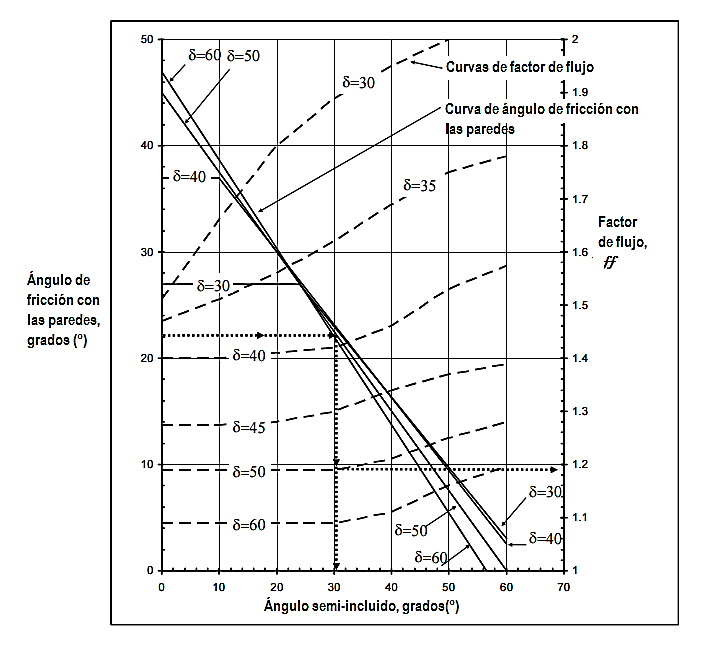 50
40
30
20
10
0
0
10
20
30
40
50
60
70
2
1.9
1.8
1.7
1.6
1.5
1.4
1.3
1.2
1.1
1
δ=60
δ=50
δ=30
Curvas de factor de flujo
Curva de ángulo de fricción con
las paredes
δ=40
δ=35
Factor
de flujo,
ff
Ángulo de
fricción con
las paredes,
grados (º)
δ=30
δ=40
δ=45
δ=50
δ=60
δ=30
δ=50
δ=40
δ=60
Ángulo semi-incluido, grados(º)